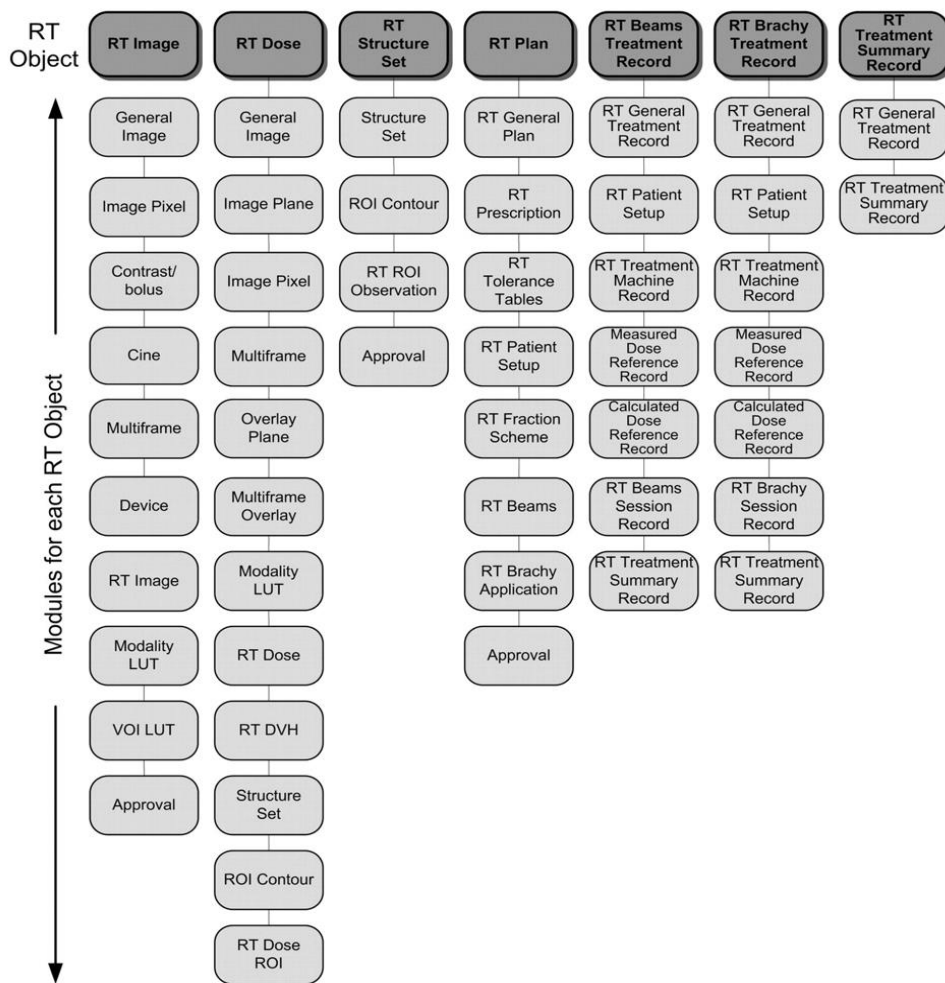 RT
Object
RT Image
RT Dose
RT
Structure
Set
RT Plan
RT Beams
Treatment
Record
RT Brachy
Treatment
Record
RT
Treatment
Summary
Record
Modules for each RT Object
General
Image
Image Pixel
Contrast/
bolus
Cine
Multiframe
Device
RT Image
Modality
LUT
VOI LUT
Approval
General
Image
Image Plane
Image Pixel
Multiframe
Overlay
Plane
Multiframe
Overlay
Modality
LUT
RT Dose
RT DVH
Structure
Set
ROI Contour
RT Dose
ROI
Structure
Set
ROI Contour
RT ROI
Observation
Approval
RT General
Plan
RT
Prescription
RT
Tolerance
Tables
RT Patient
Setup
RT Fraction
Scheme
RT Beams
RT Brachy
Application
Approval
RT General
Treatment
Record
RT Patient
Setup
RT Treatment
Machine
Record
Measured
Dose
Reference
Record
Calculated
Dose
Reference
Record
RT Beams
Session
Record
RT Treatment
Summary
Record
RT General
Treatment
Record
RT Patient
Setup
RT Treatment
Machine
Record
Measured
Dose
Reference
Record
Calculated
Dose
Reference
Record
RT Brachy
Session
Record
RT Treatment
Summary
Record
RT General
Treatment
Record
RT Treatment
Summary
Record